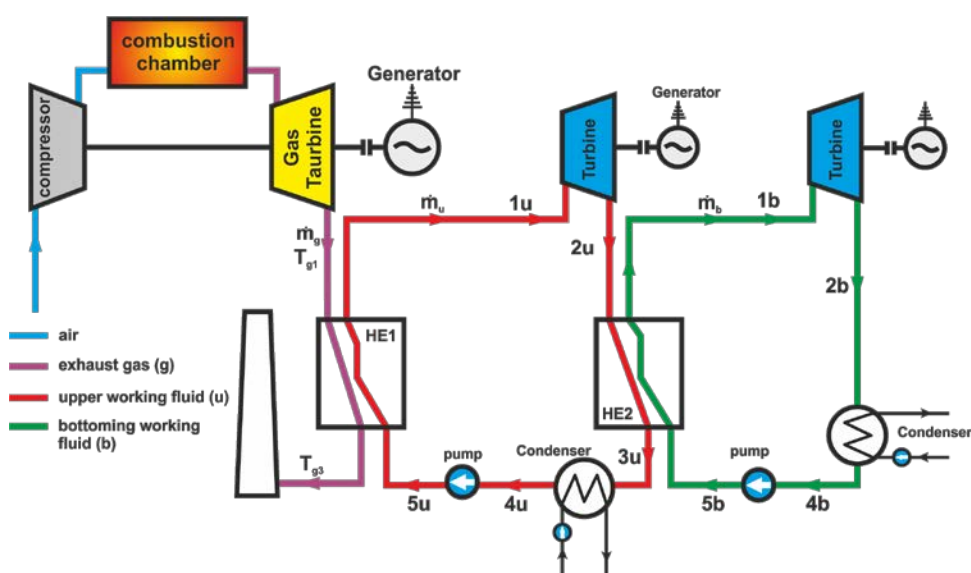 combustion
chamber
compressor
Gas
Taurbine
Generator
Turbine
Generator
Turbine
ṁg
Tg1
ṁu
1u
2u
ṁb
1b
2b
HE1
HE2
air
exhaust gas (g)
upper working fluid (u)
bottoming working
fluid (b)
Tg3
5u
pump
4u
Condenser
3u
5b
pump
4b
Condenser